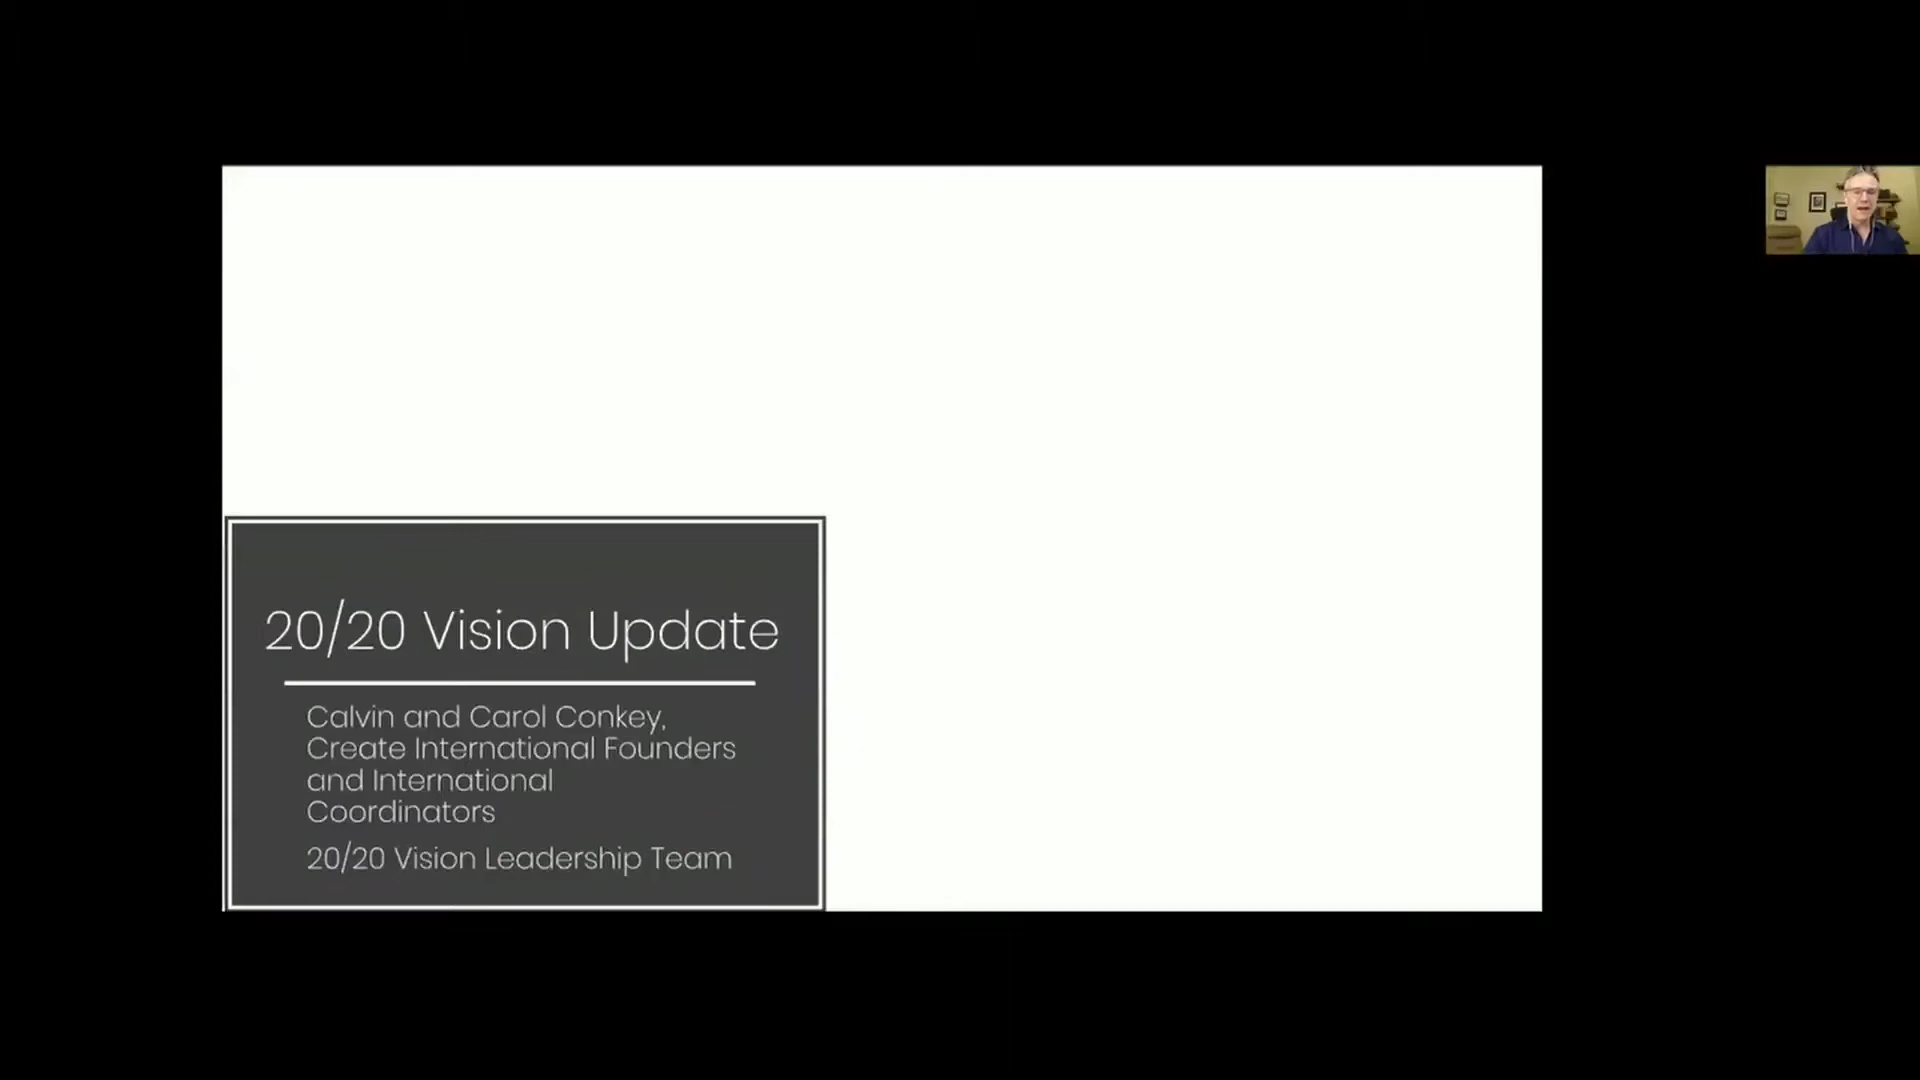 20/20 Vision Update
Calvin and Carol Conkey,
Create International Founders
and International
Coordinators
20/20 Vision Leadership Team